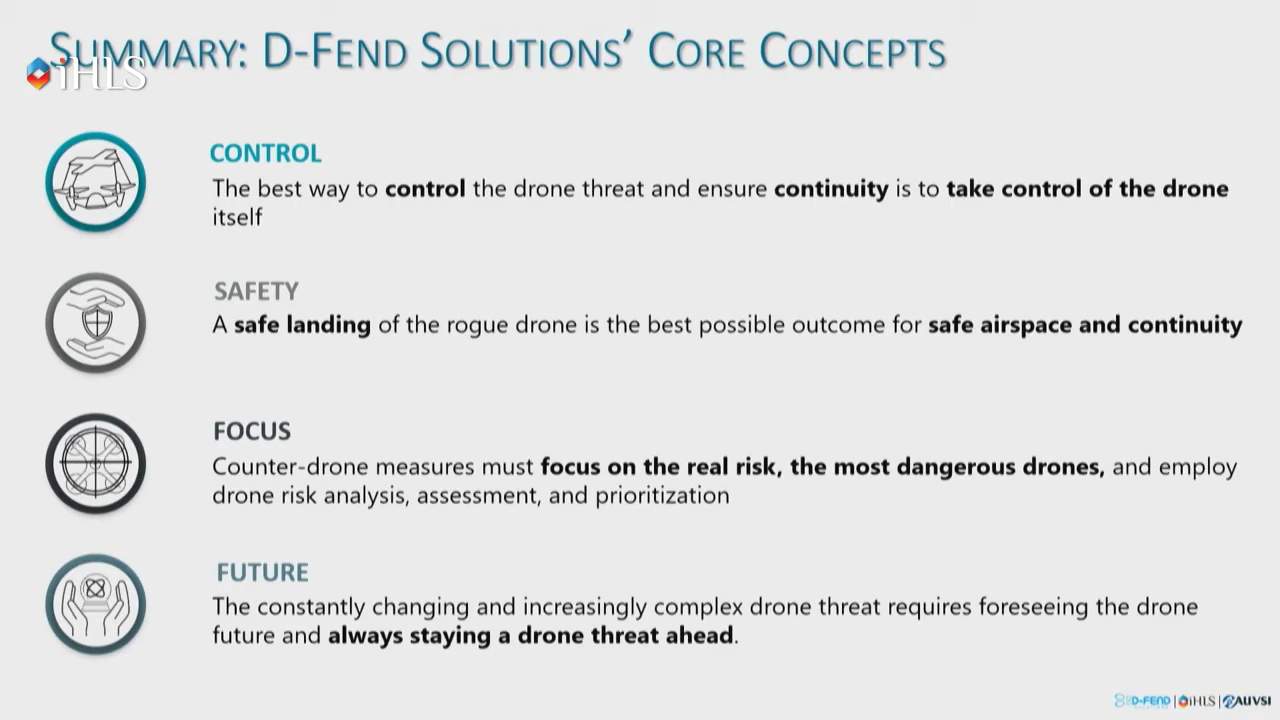 SUMMARY: D-FEND SOLUTIONS’ CORE CONCEPTS
iHLS
CONTROL
The best way to control the drone threat and ensure continuity is to take control of the drone
itself
SAFETY
A safe landing of the rogue drone is the best possible outcome for safe airspace and continuity
FOCUS
Counter-drone measures must focus on the real risk, the most dangerous drones, and employ
drone risk analysis, assessment, and prioritization
FUTURE
The constantly changing and increasingly complex drone threat requires foreseeing the drone
future and always staying a drone threat ahead.
D-FEND | iHLS | AUVSI